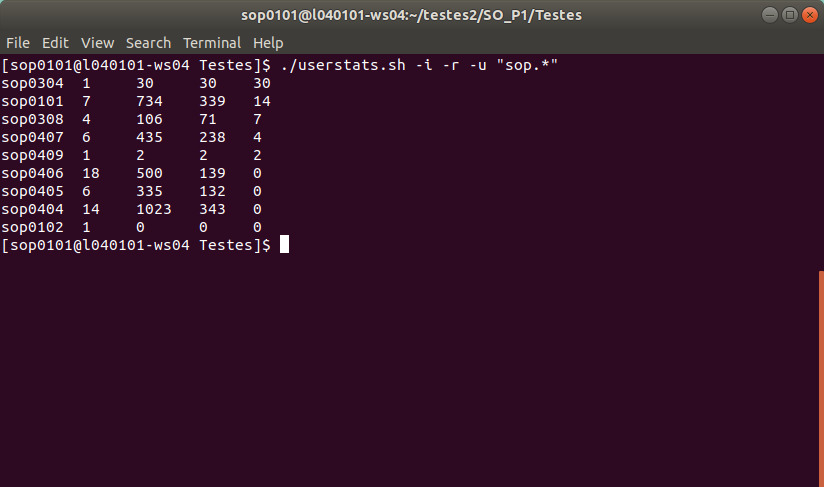 sop0101@l040101-ws04:~/testes2/SO_P1/Testes
File Edit View Search Terminal Help
[sop0101@l040101-ws04 Testes]$ ./userstats.sh -i -r -u "sop.*"
sop0304 1 30 30 30
sop0101 7 734 339 14
sop0308 4 106 71 7
sop0407 6 435 238 4
sop0409 1 2 2 2
sop0406 18 500 139 0
sop0405 6 335 132 0
sop0404 14 1023 343 0
sop0102 1 0 0 0
[sop0101@l040101-ws04 Testes]$